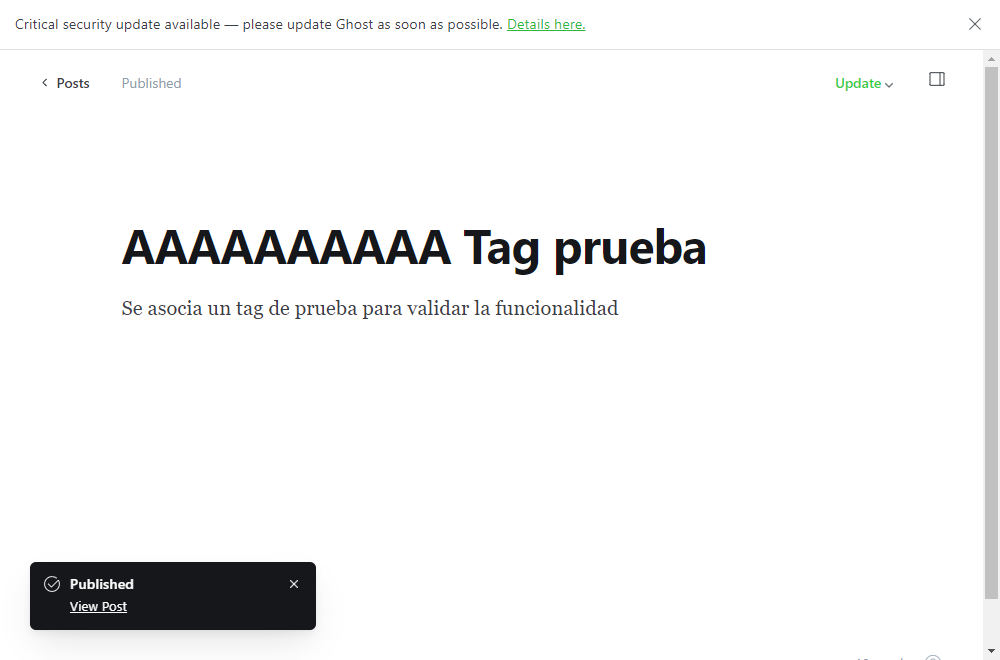 Critical security update available — please update Ghost as soon as possible. Details here.
Posts
Published
Update
AAAAAAAAAA Tag prueba
Se asocia un tag de prueba para validar la funcionalidad
Published
View Post